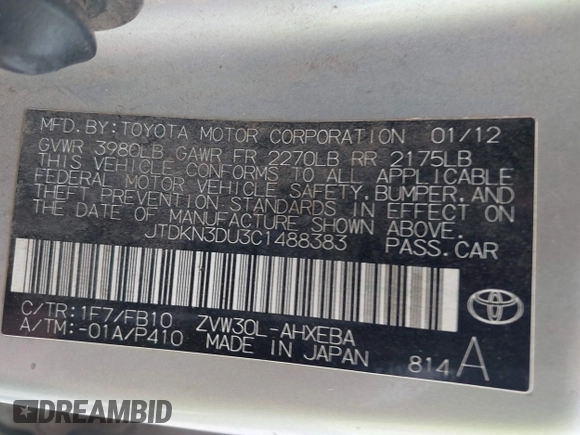 MFD.BY:TOYOTA MOTOR CORPORATION 01/12
GVWR 3980LB GAWR FR 2270LB RR 2175LB
THIS VEHICLE CONFORMS TO ALL APPLICABLE
FEDERAL MOTOR VEHICLE SAFETY,BUMPER,AND
THEFT PREVENTION STANDARDS IN EFFECT ON
THE DATE OF MANUFACTURE SHOWN ABOVE.
JTDKN3DU3C1488383 PASS.CAR
C/TR:1F7/FB10 ZVW30L-AHXEBA
A/TM:-01A/P410 MADE IN JAPAN
TOYOTA
814 A
DREAMBID